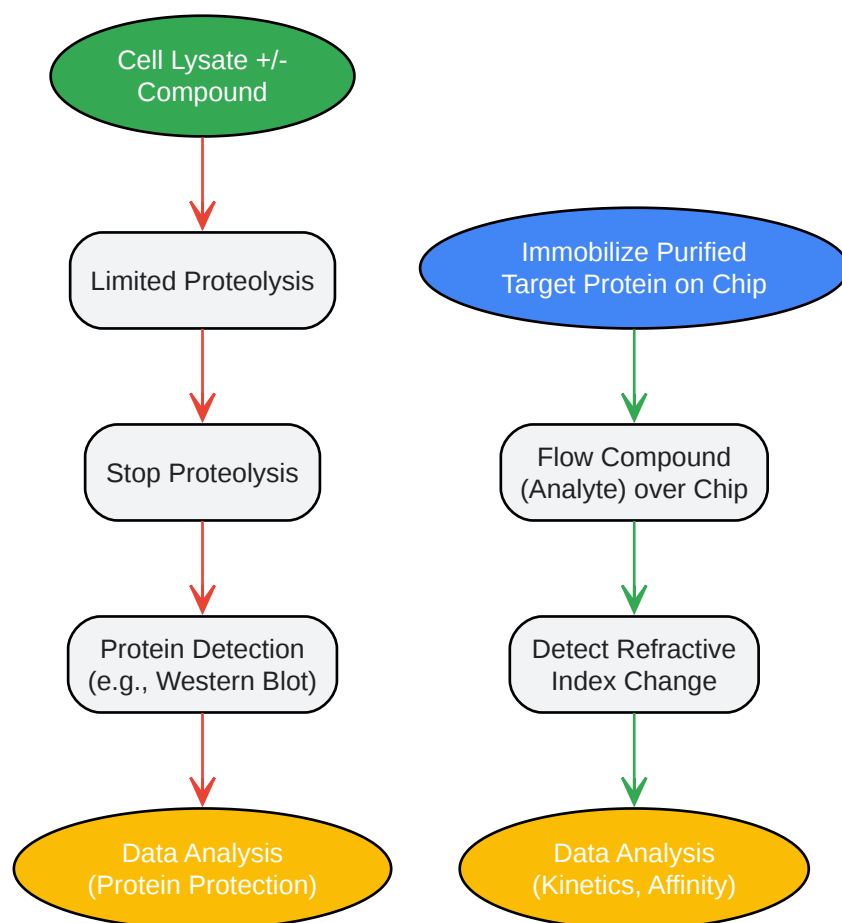 Cell Lysate +/-
Compound
Limited Proteolysis
Stop Proteolysis
Protein Detection
(e.g., Western Blot)
Data Analysis
(Protein Protection)
Immobilize Purified
Target Protein on Chip
Flow Compound
(Analyte) over Chip
Detect Refractive
Index Change
Data Analysis
(Kinetics, Affinity)